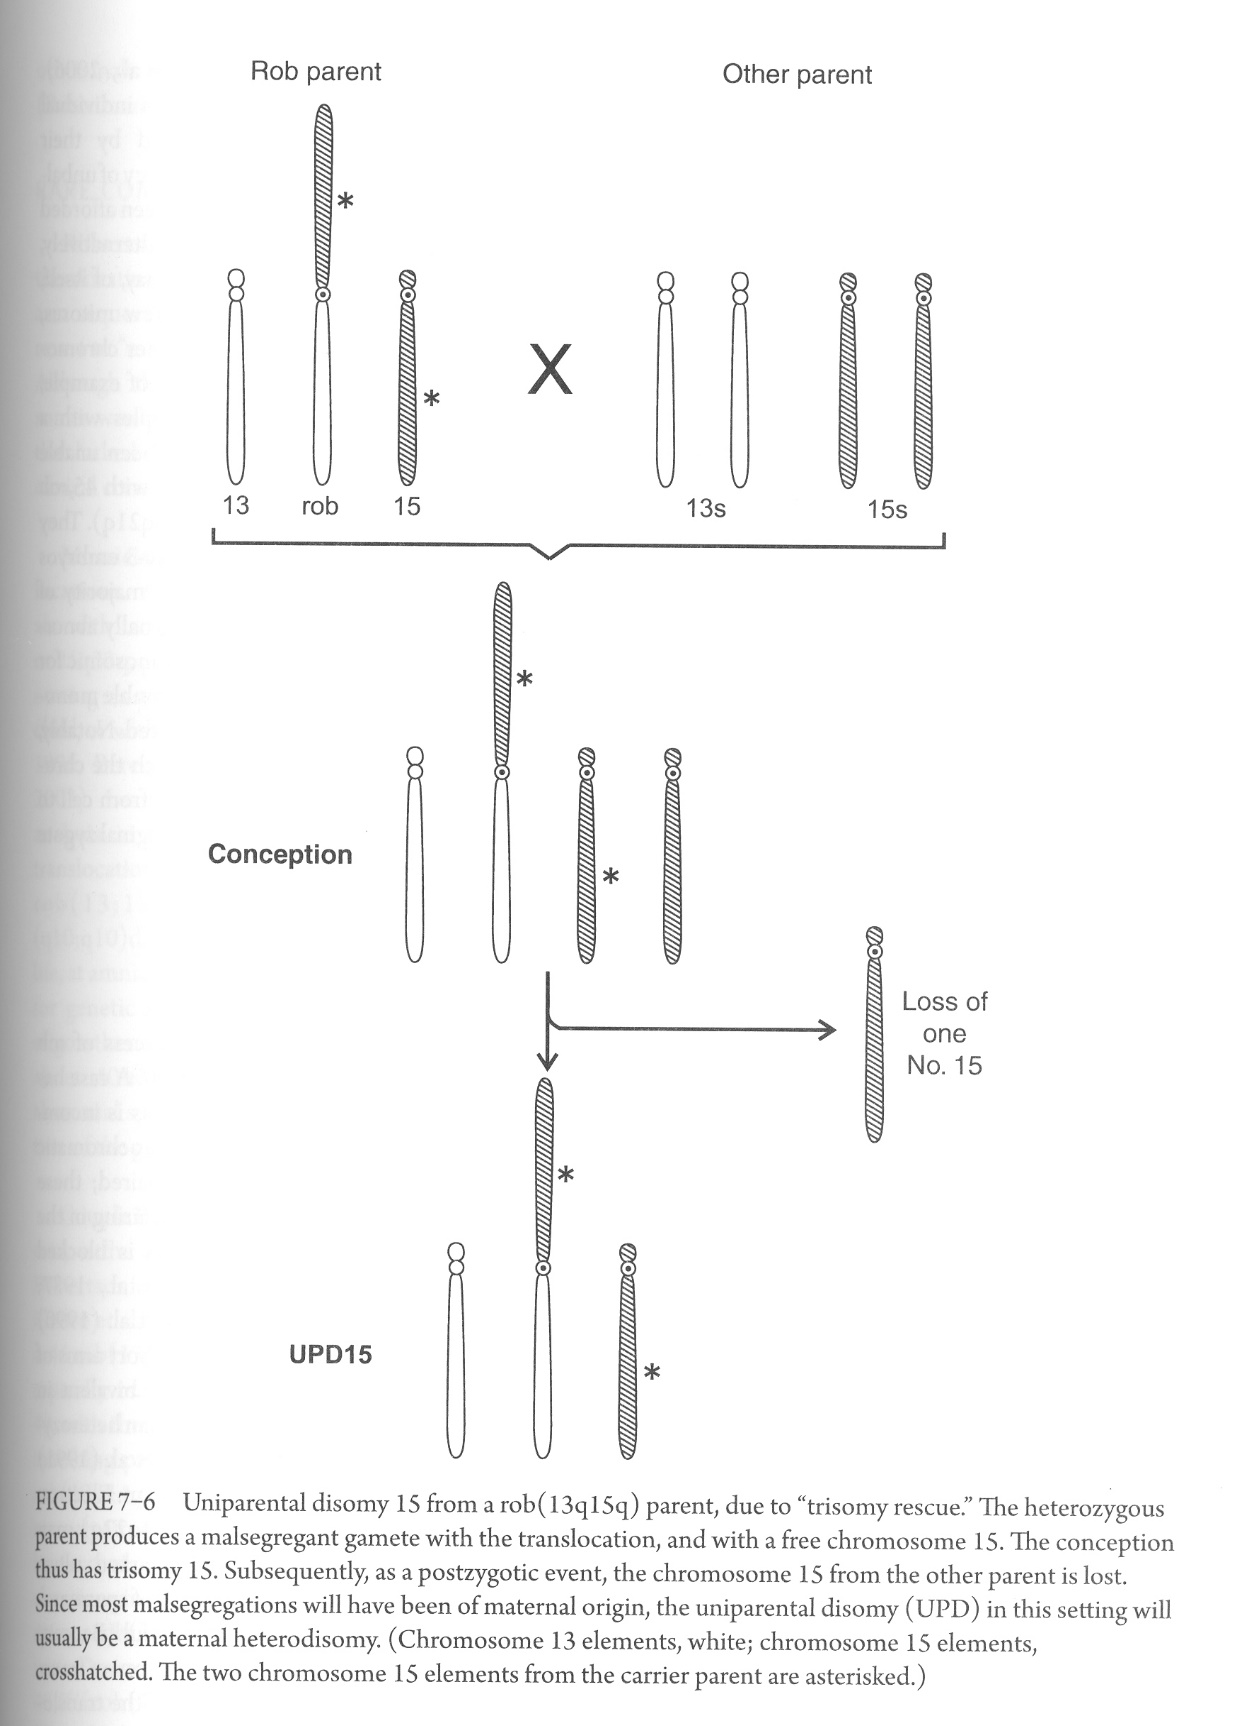 Rob parent
Other parent
*
*
X
13
rob
15
13s
15s
*
*
Conception
Loss of
one
No. 15
*
*
UPD15
FIGURE 7–6 Uniparental disomy 15 from a rob(13q15q) parent, due to “trisomy rescue.” The heterozygous
parent produces a malsegregant gamete with the translocation, and with a free chromosome 15. The conception
thus has trisomy 15. Subsequently, as a postzygotic event, the chromosome 15 from the other parent is lost.
Since most malsegregations will have been of maternal origin, the uniparental disomy (UPD) in this setting will
usually be a maternal heterodisomy. (Chromosome 13 elements, white; chromosome 15 elements,
crosshatched. The two chromosome 15 elements from the carrier parent are asterisked.)